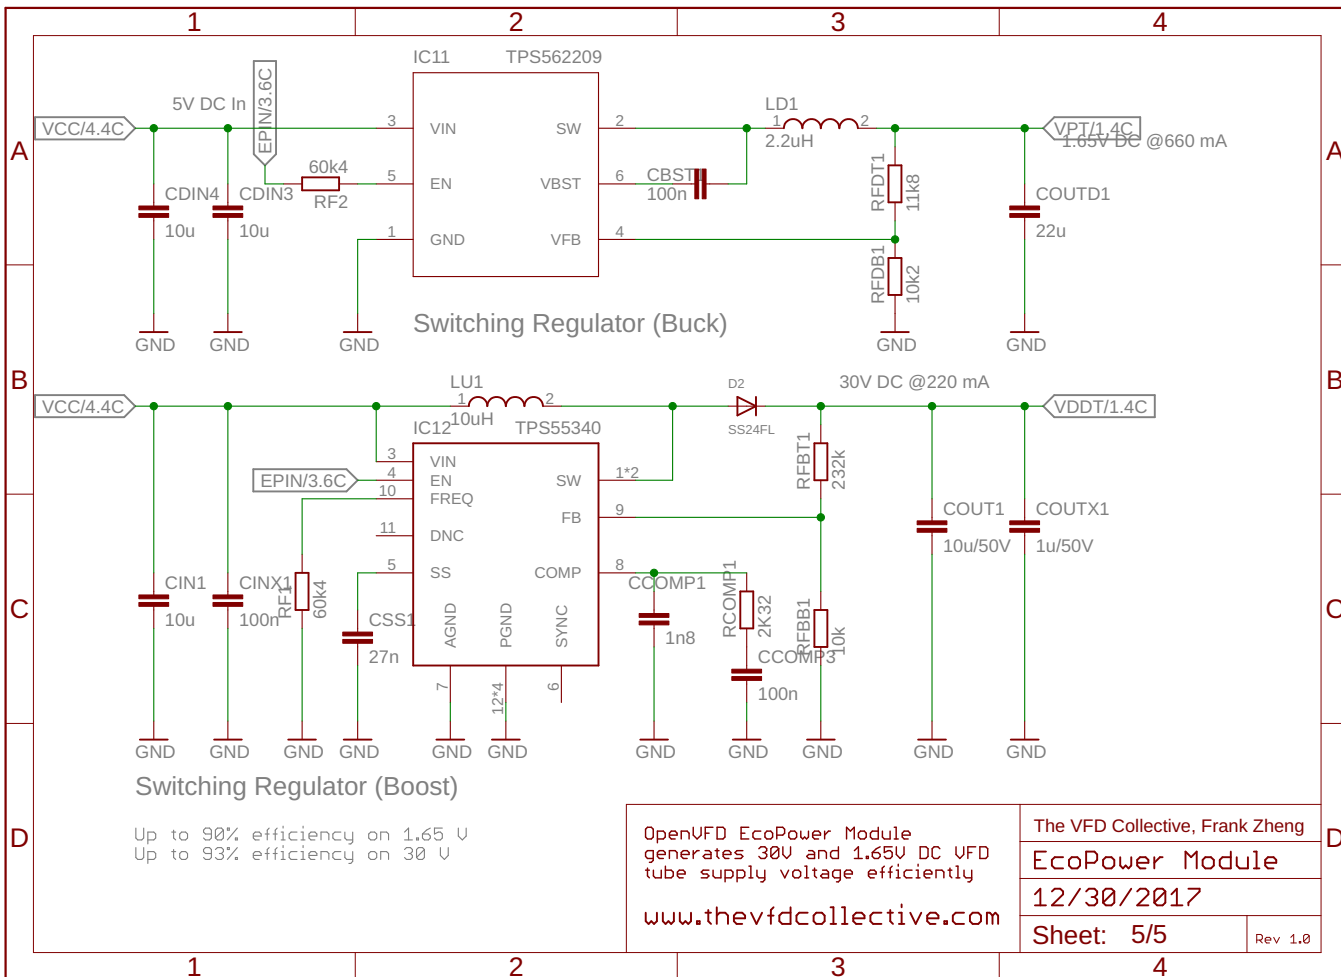 1 2 3 4
IC11 TPS562209
5V DC In
EPIN/3.6C
VCC/4.4C
3 VIN
SW 2
LD1
1 2
2.2uH
VPT/1.4C
1.65V DC @660 mA
A A
60k4
RF2
5 EN
VBST 6
CBST1
100n
RFDT1
11k8
CDIN4
10u
CDIN3
10u
COUTD1
22u
1 GND
VFB 4
RFDB1
10k2
GND GND GND GND GND
Switching Regulator (Buck)
B B
VCC/4.4C
LU1
1 2
10uH
D2
SS24FL
30V DC @220 mA
VDDT/1.4C
IC12 TPS55340
3 VIN
EPIN/3.6C
4 EN
10 FREQ
11 DNC
5 SS
SW 1*2
FB 9
COMP 8
AGND
PGND
SYNC
7
12*4
6
RFBT1
232k
COUT1
10u/50V
COUTX1
1u/50V
C C
CIN1
10u
CINX1
100n
RF1
60k4
CSS1
27n
CCOMP1
1n8
RCOMP1
2K32
CCOMP3
100n
RFBB1
10k
GND GND GND GND GND GND GND GND GND GND GND
Switching Regulator (Boost)
D D
Up to 90% efficiency on 1.65 V
Up to 93% efficiency on 30 V
OpenVFD EcoPower Module
generates 30V and 1.65V DC VFD
tube supply voltage efficiently
www.thevfdcollective.com
The VFD Collective, Frank Zheng
EcoPower Module
12/30/2017
Sheet: 5/5
Rev 1.0
1 2 3 4